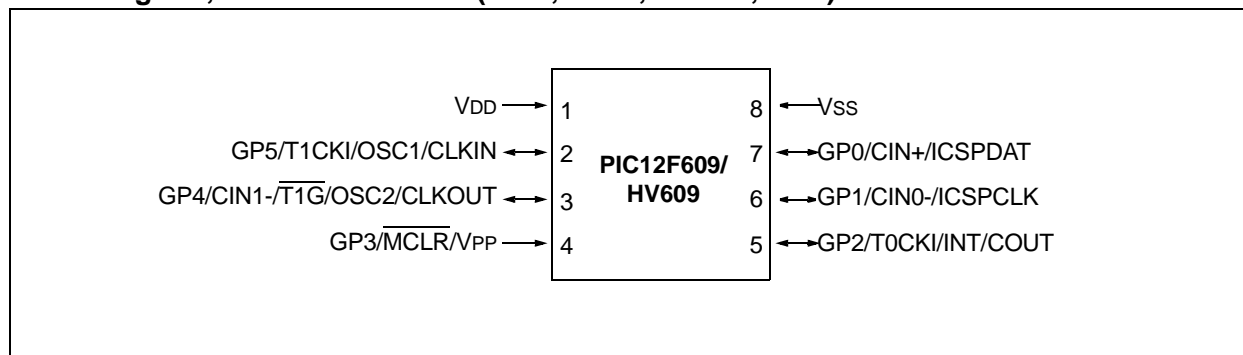 VDD 1
GP5/T1CKI/OSC1/CLKIN 2
GP4/CIN1-/T1G/OSC2/CLKOUT 3
GP3/MCLR/VPP 4
PIC12F609/
HV609
8 VSS
7 GP0/CIN+/ICSPDAT
6 GP1/CIN0-/ICSPCLK
5 GP2/T0CKI/INT/COUT